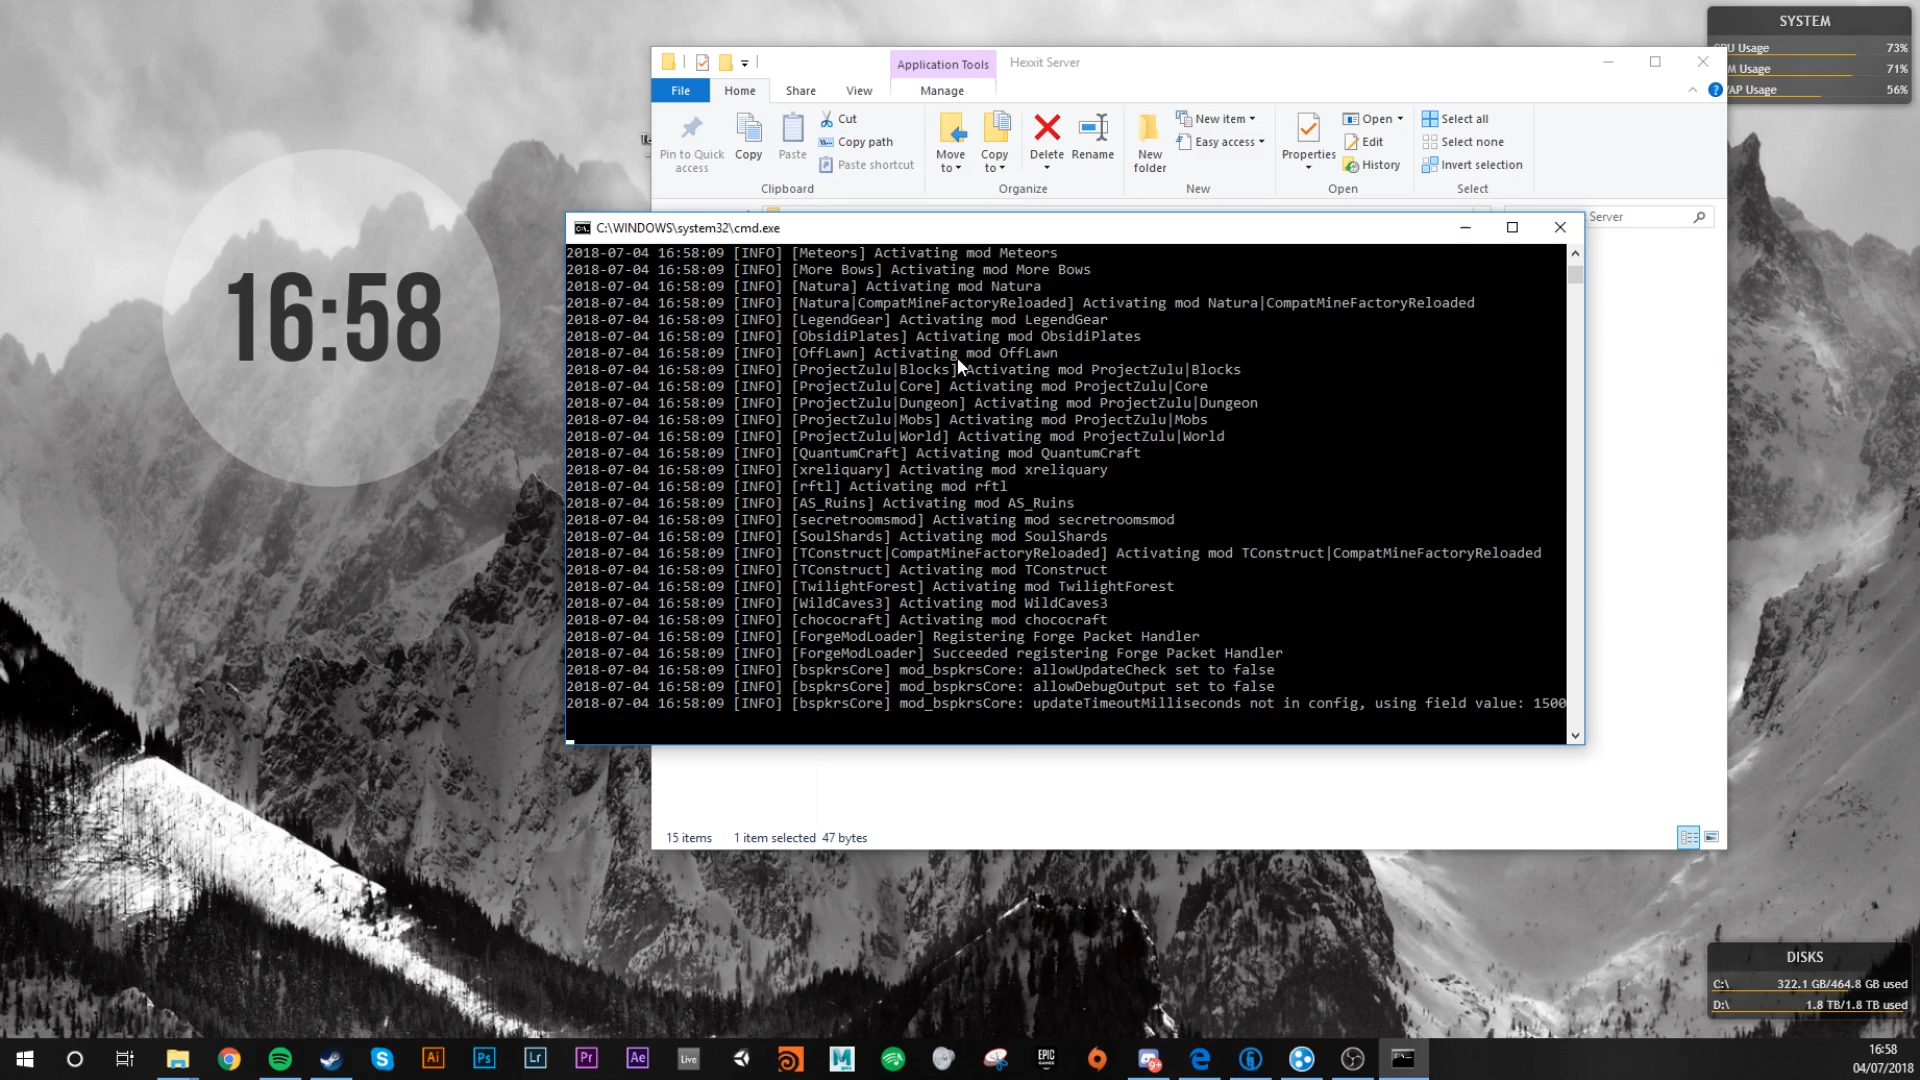 SYSTEM
CPU Usage 73%
M Usage 71%
AP Usage 56%
Application Tools
Hexxit Server
File
Home
Share
View
Manage
Pin to Quick access
Copy
Paste
Cut
Copy path
Paste shortcut
Clipboard
Move to
Copy to
Delete
Rename
Organize
New folder
New item
Easy access
New
Properties
Open
Edit
History
Open
Select all
Select none
Invert selection
Select
Server
16:58
C:\WINDOWS\system32\cmd.exe
2018-07-04 16:58:09 [INFO] [Meteors] Activating mod Meteors
2018-07-04 16:58:09 [INFO] [More Bows] Activating mod More Bows
2018-07-04 16:58:09 [INFO] [Natura] Activating mod Natura
2018-07-04 16:58:09 [INFO] [Natura|CompatMineFactoryReloaded] Activating mod Natura|CompatMineFactoryReloaded
2018-07-04 16:58:09 [INFO] [LegendGear] Activating mod LegendGear
2018-07-04 16:58:09 [INFO] [ObsidiPlates] Activating mod ObsidiPlates
2018-07-04 16:58:09 [INFO] [OffLawn] Activating mod OffLawn
2018-07-04 16:58:09 [INFO] [ProjectZulu|Blocks] Activating mod ProjectZulu|Blocks
2018-07-04 16:58:09 [INFO] [ProjectZulu|Core] Activating mod ProjectZulu|Core
2018-07-04 16:58:09 [INFO] [ProjectZulu|Dungeon] Activating mod ProjectZulu|Dungeon
2018-07-04 16:58:09 [INFO] [ProjectZulu|Mobs] Activating mod ProjectZulu|Mobs
2018-07-04 16:58:09 [INFO] [ProjectZulu|World] Activating mod ProjectZulu|World
2018-07-04 16:58:09 [INFO] [QuantumCraft] Activating mod QuantumCraft
2018-07-04 16:58:09 [INFO] [xreliquary] Activating mod xreliquary
2018-07-04 16:58:09 [INFO] [rftl] Activating mod rftl
2018-07-04 16:58:09 [INFO] [AS_Ruins] Activating mod AS_Ruins
2018-07-04 16:58:09 [INFO] [secretroomsmod] Activating mod secretroomsmod
2018-07-04 16:58:09 [INFO] [SoulShards] Activating mod SoulShards
2018-07-04 16:58:09 [INFO] [TConstruct|CompatMineFactoryReloaded] Activating mod TConstruct|CompatMineFactoryReloaded
2018-07-04 16:58:09 [INFO] [TConstruct] Activating mod TConstruct
2018-07-04 16:58:09 [INFO] [TwilightForest] Activating mod TwilightForest
2018-07-04 16:58:09 [INFO] [WildCaves3] Activating mod WildCaves3
2018-07-04 16:58:09 [INFO] [chococraft] Activating mod chococraft
2018-07-04 16:58:09 [INFO] [ForgeModLoader] Registering Forge Packet Handler
2018-07-04 16:58:09 [INFO] [ForgeModLoader] Succeeded registering Forge Packet Handler
2018-07-04 16:58:09 [INFO] [bspkrsCore] mod_bspkrsCore: allowUpdateCheck set to false
2018-07-04 16:58:09 [INFO] [bspkrsCore] mod_bspkrsCore: allowDebugOutput set to false
2018-07-04 16:58:09 [INFO] [bspkrsCore] mod_bspkrsCore: updateTimeoutMilliseconds not in config, using field value: 1500
15 items 1 item selected 47 bytes
DISKS
C:\ 322.1 GB/464.8 GB used
D:\ 1.8 TB/1.8 TB used
Ai
Ps
Lr
Pr
Ae
Live
EPIC GAMES
16:58
04/07/2018